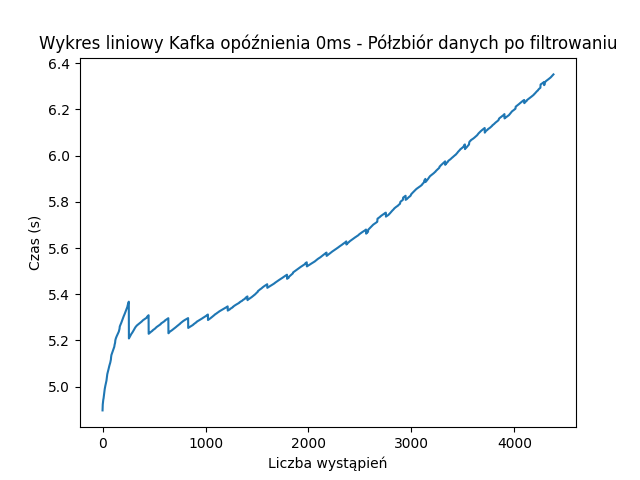 Wykres liniowy Kafka opóźnienia 0ms - Półzbiór danych po filtrowaniu
6.4
6.2
6.0
5.8
5.6
5.4
5.2
5.0
Czas (s)
0 1000 2000 3000 4000
Liczba wystąpień